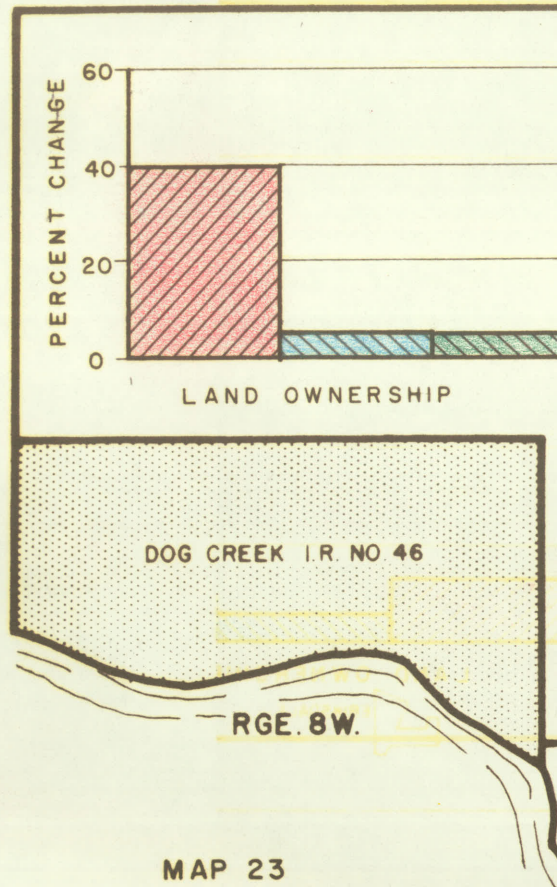 60
40
20
0
PERCENT CHANGE
LAND OWNERSHIP
DOG CREEK I.R. NO 46
RGE. 8W.
MAP 23